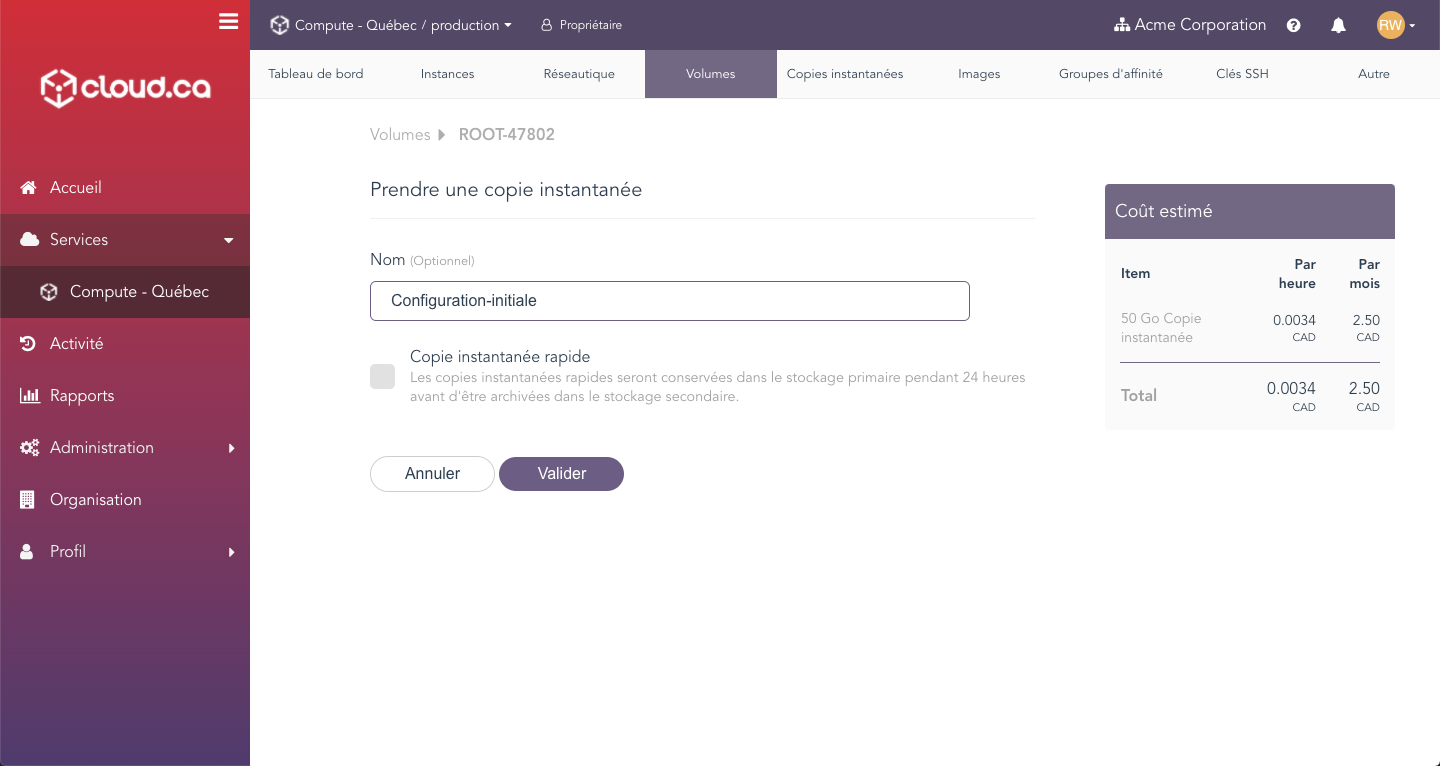 cloud.ca
Accueil
Services
Compute - Québec
Activité
Rapports
Administration
Organisation
Profil
Compute - Québec / production
Propriétaire
Acme Corporation
RW
Tableau de bord
Instances
Réseautique
Volumes
Copies instantanées
Images
Groupes d'affinité
Clés SSH
Autre
Volumes ROOT-47802
Prendre une copie instantanée
Nom (Optionnel)
Configuration-initiale
Copie instantanée rapide
Les copies instantanées rapides seront conservées dans le stockage primaire pendant 24 heures
avant d'être archivées dans le stockage secondaire.
Annuler
Valider
Coût estimé
Item
Par
heure
Par
mois
50 Go Copie
instantanée
0.0034
CAD
2.50
CAD
Total
0.0034
CAD
2.50
CAD